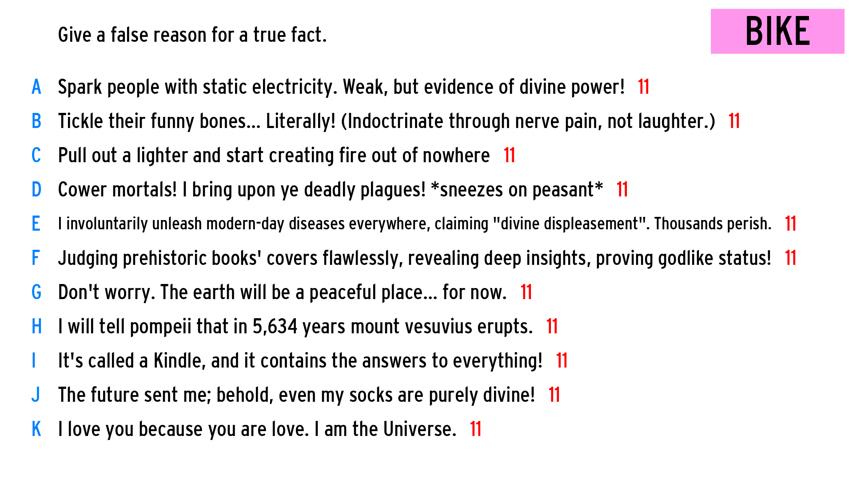 Give a false reason for a true fact.
BIKE
A Spark people with static electricity. Weak, but evidence of divine power! 11
B Tickle their funny bones... Literally! (Indoctrinate through nerve pain, not laughter.) 11
C Pull out a lighter and start creating fire out of nowhere 11
D Cower mortals! I bring upon ye deadly plagues! *sneezes on peasant* 11
E I involuntarily unleash modern-day diseases everywhere, claiming "divine displeasement". Thousands perish. 11
F Judging prehistoric books' covers flawlessly, revealing deep insights, proving godlike status! 11
G Don't worry. The earth will be a peaceful place... for now. 11
H I will tell pompeii that in 5,634 years mount vesuvius erupts. 11
I It's called a Kindle, and it contains the answers to everything! 11
J The future sent me; behold, even my socks are purely divine! 11
K I love you because you are love. I am the Universe. 11